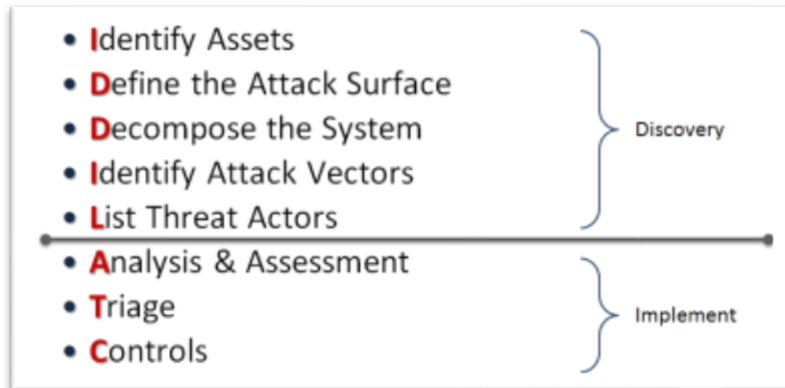 • Identify Assets
• Define the Attack Surface
• Decompose the System
• Identify Attack Vectors
• List Threat Actors
Discovery
• Analysis & Assessment
• Triage
• Controls
Implement